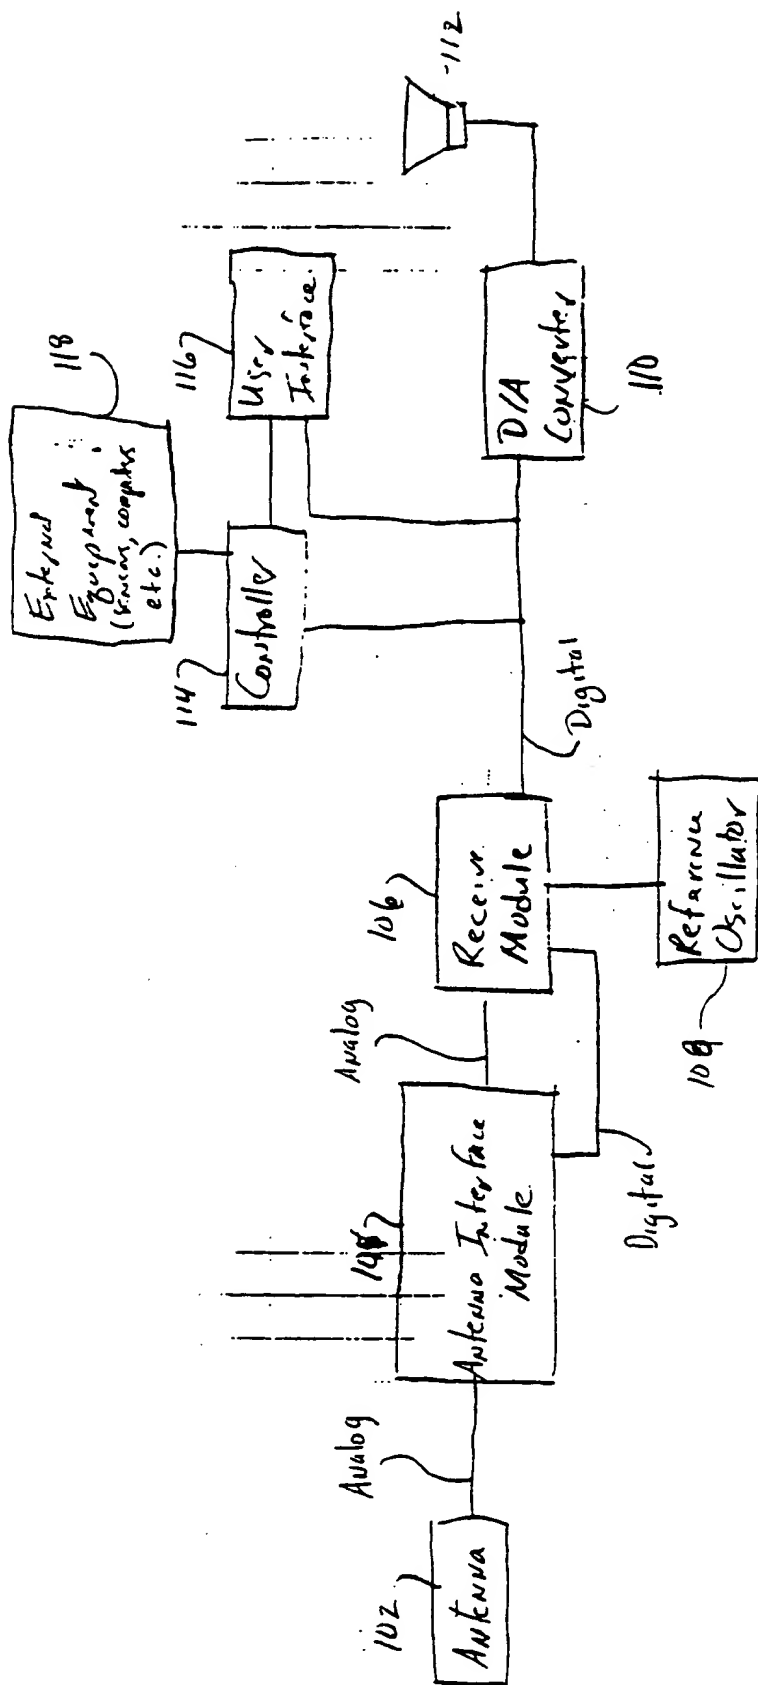 118
External
Equipment
(sensors, computers
etc.)
116
User
Interface
-112
114
Controller
D/A
Converter
110
Digital
106
Receiver
Module
Analog
Antenna Interface
Module
Digital
Reference
Oscillator
Analog
102
Antenna